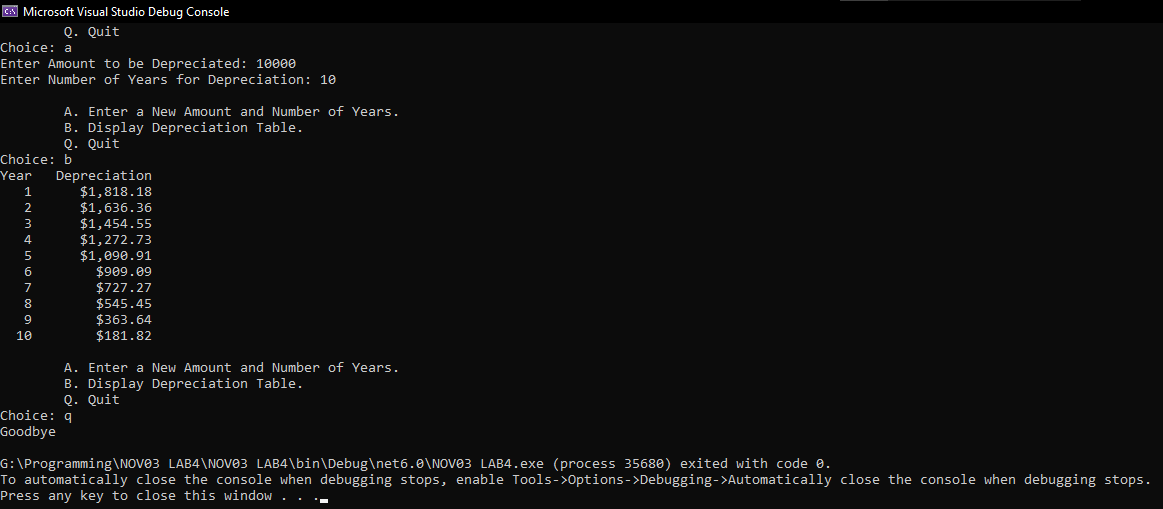 Microsoft Visual Studio Debug Console
Q. Quit
Choice: a
Enter Amount to be Depreciated: 10000
Enter Number of Years for Depreciation: 10
A. Enter a New Amount and Number of Years.
B. Display Depreciation Table.
Q. Quit
Choice: b
Year   Depreciation
1      $1,818.18
2      $1,636.36
3      $1,454.55
4      $1,272.73
5      $1,090.91
6        $909.09
7        $727.27
8        $545.45
9        $363.64
10        $181.82
A. Enter a New Amount and Number of Years.
B. Display Depreciation Table.
Q. Quit
Choice: q
Goodbye
G:\Programming\NOV03 LAB4\NOV03 LAB4\bin\Debug\net6.0\NOV03 LAB4.exe (process 35680) exited with code 0.
To automatically close the console when debugging stops, enable Tools->Options->Debugging->Automatically close the console when debugging stops.
Press any key to close this window . . .